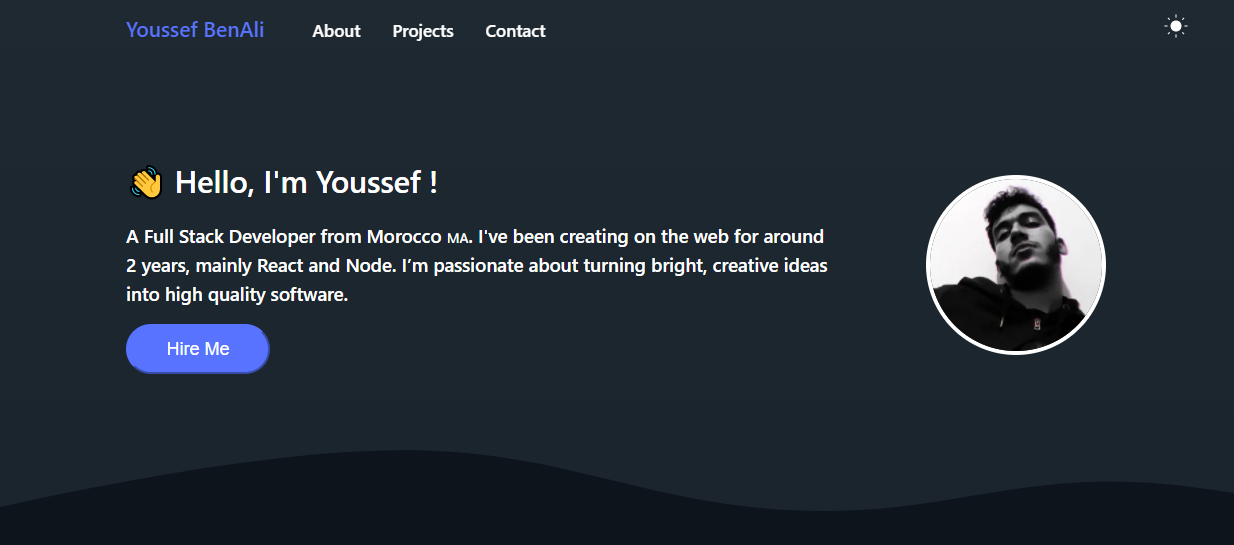 Youssef BenAli About Projects Contact
👋 Hello, I'm Youssef !
A Full Stack Developer from Morocco MA. I've been creating on the web for around
2 years, mainly React and Node. I’m passionate about turning bright, creative ideas
into high quality software.
Hire Me